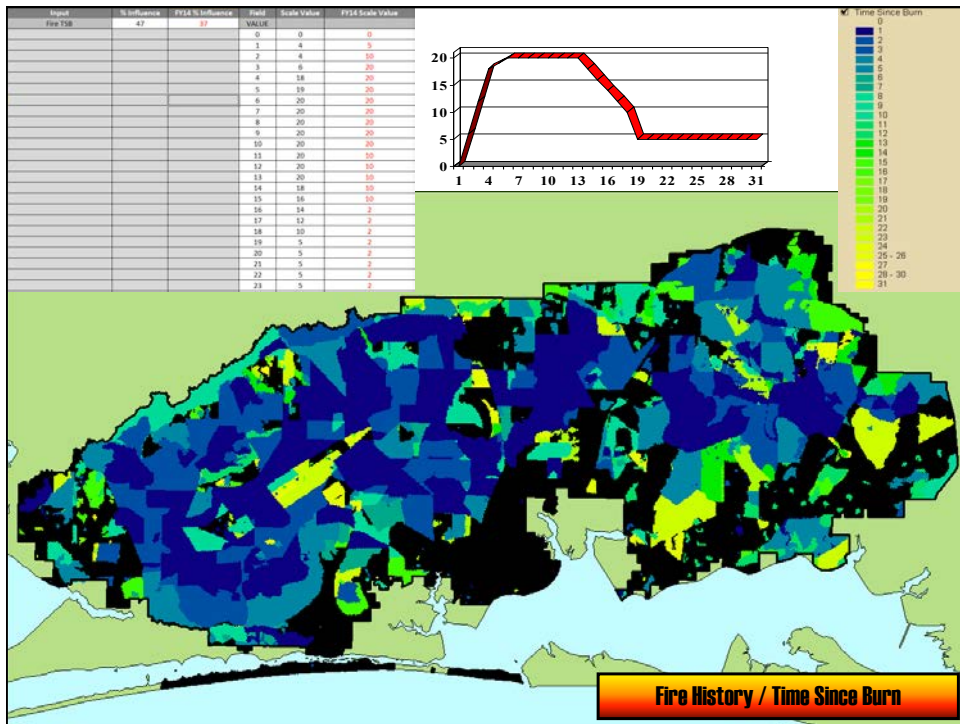 Input % Influence FY14 % Influence Field Scale Value FY14 Scale Value
Fire TSB 47 37 VALUE
0 0 0
1 4 5
2 4 10
3 6 20
4 18 20
5 19 20
6 20 20
7 20 20
8 20 20
9 20 20
10 20 20
11 20 10
12 20 10
13 20 10
14 18 10
15 16 10
16 14 2
17 12 2
18 10 2
19 5 2
20 5 2
21 5 2
22 5 2
23 5 2
20
15
10
5
0
1 4 7 10 13 16 19 22 25 28 31
Time Since Burn
0
1
2
3
4
5
6
7
8
9
10
11
12
13
14
15
16
17
18
19
20
21
22
23
24
25 - 26
27
28 - 30
31
Fire History / Time Since Burn